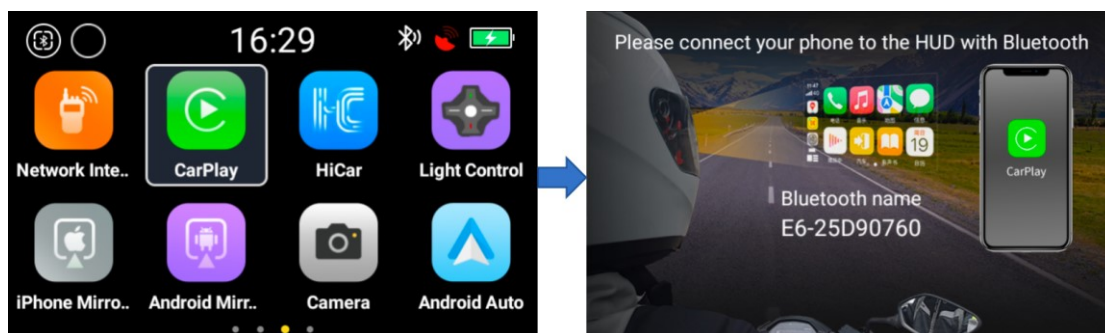 16:29
Network Inte..
CarPlay
HiCar
Light Control
iPhone Mirro..
Android Mirr..
Camera
Android Auto
Please connect your phone to the HUD with Bluetooth
19
CarPlay
Bluetooth name
E6-25D90760